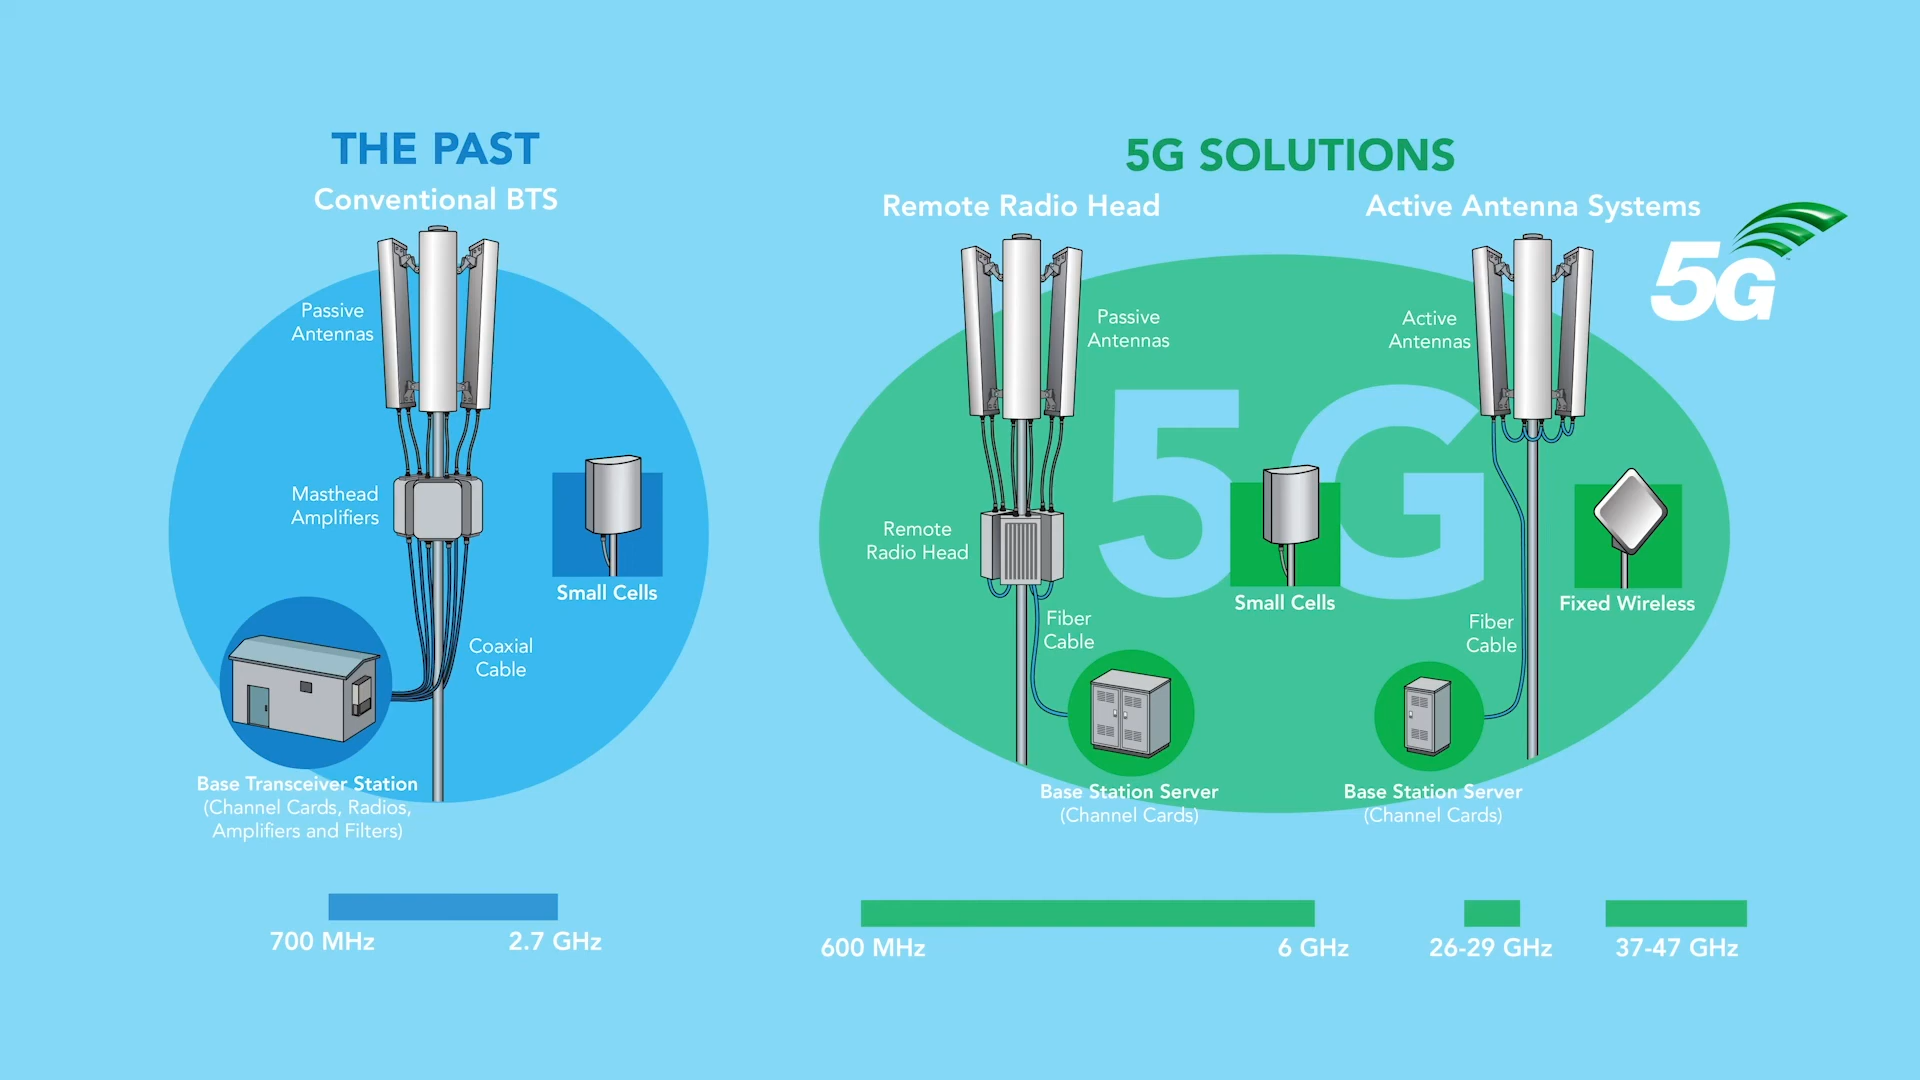 THE PAST
Conventional BTS
Passive
Antennas
Masthead
Amplifiers
Small Cells
Coaxial
Cable
Base Transceiver Station
(Channel Cards, Radios,
Amplifiers and Filters)
700 MHz
2.7 GHz
5G SOLUTIONS
Remote Radio Head
Active Antenna Systems
5G
™
Passive
Antennas
Active
Antennas
5G
Remote
Radio Head
Small Cells
Fixed Wireless
Fiber
Cable
Fiber
Cable
Base Station Server
(Channel Cards)
Base Station Server
(Channel Cards)
600 MHz
6 GHz
26-29 GHz
37-47 GHz